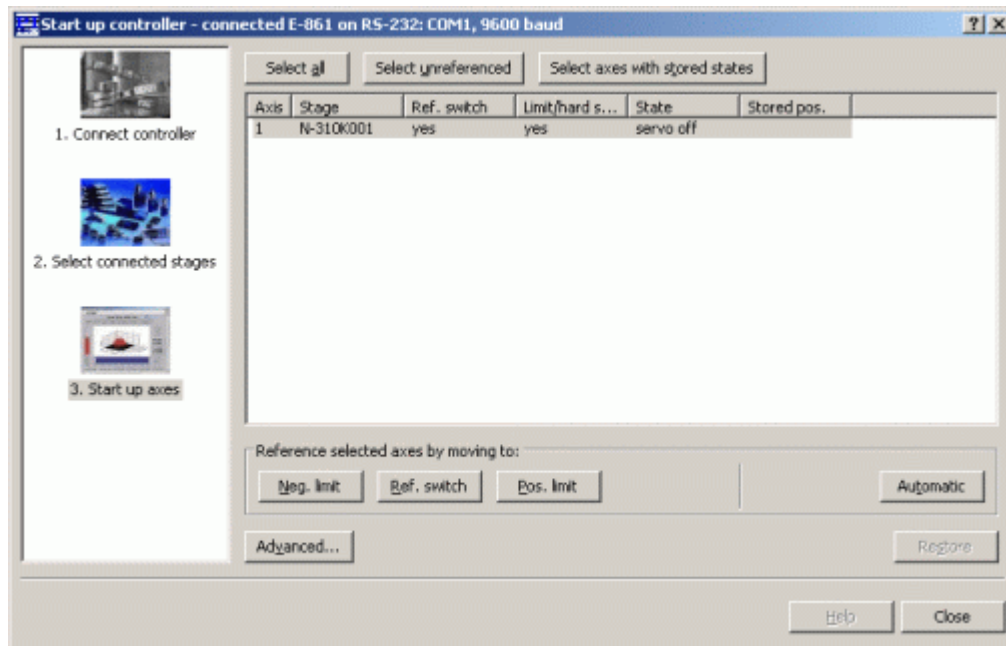 Start up controller - connected E-861 on RS-232: COM1, 9600 baud
1. Connect controller
2. Select connected stages
3. Start up axes
Select all Select unreferenced Select axes with stored states
Axis Stage Ref. switch Limit/hard s... State Stored pos.
1 N-310K001 yes yes servo off
Reference selected axes by moving to:
Neg. limit Ref. switch Pos. limit Automatic
Advanced... Restore
Help Close